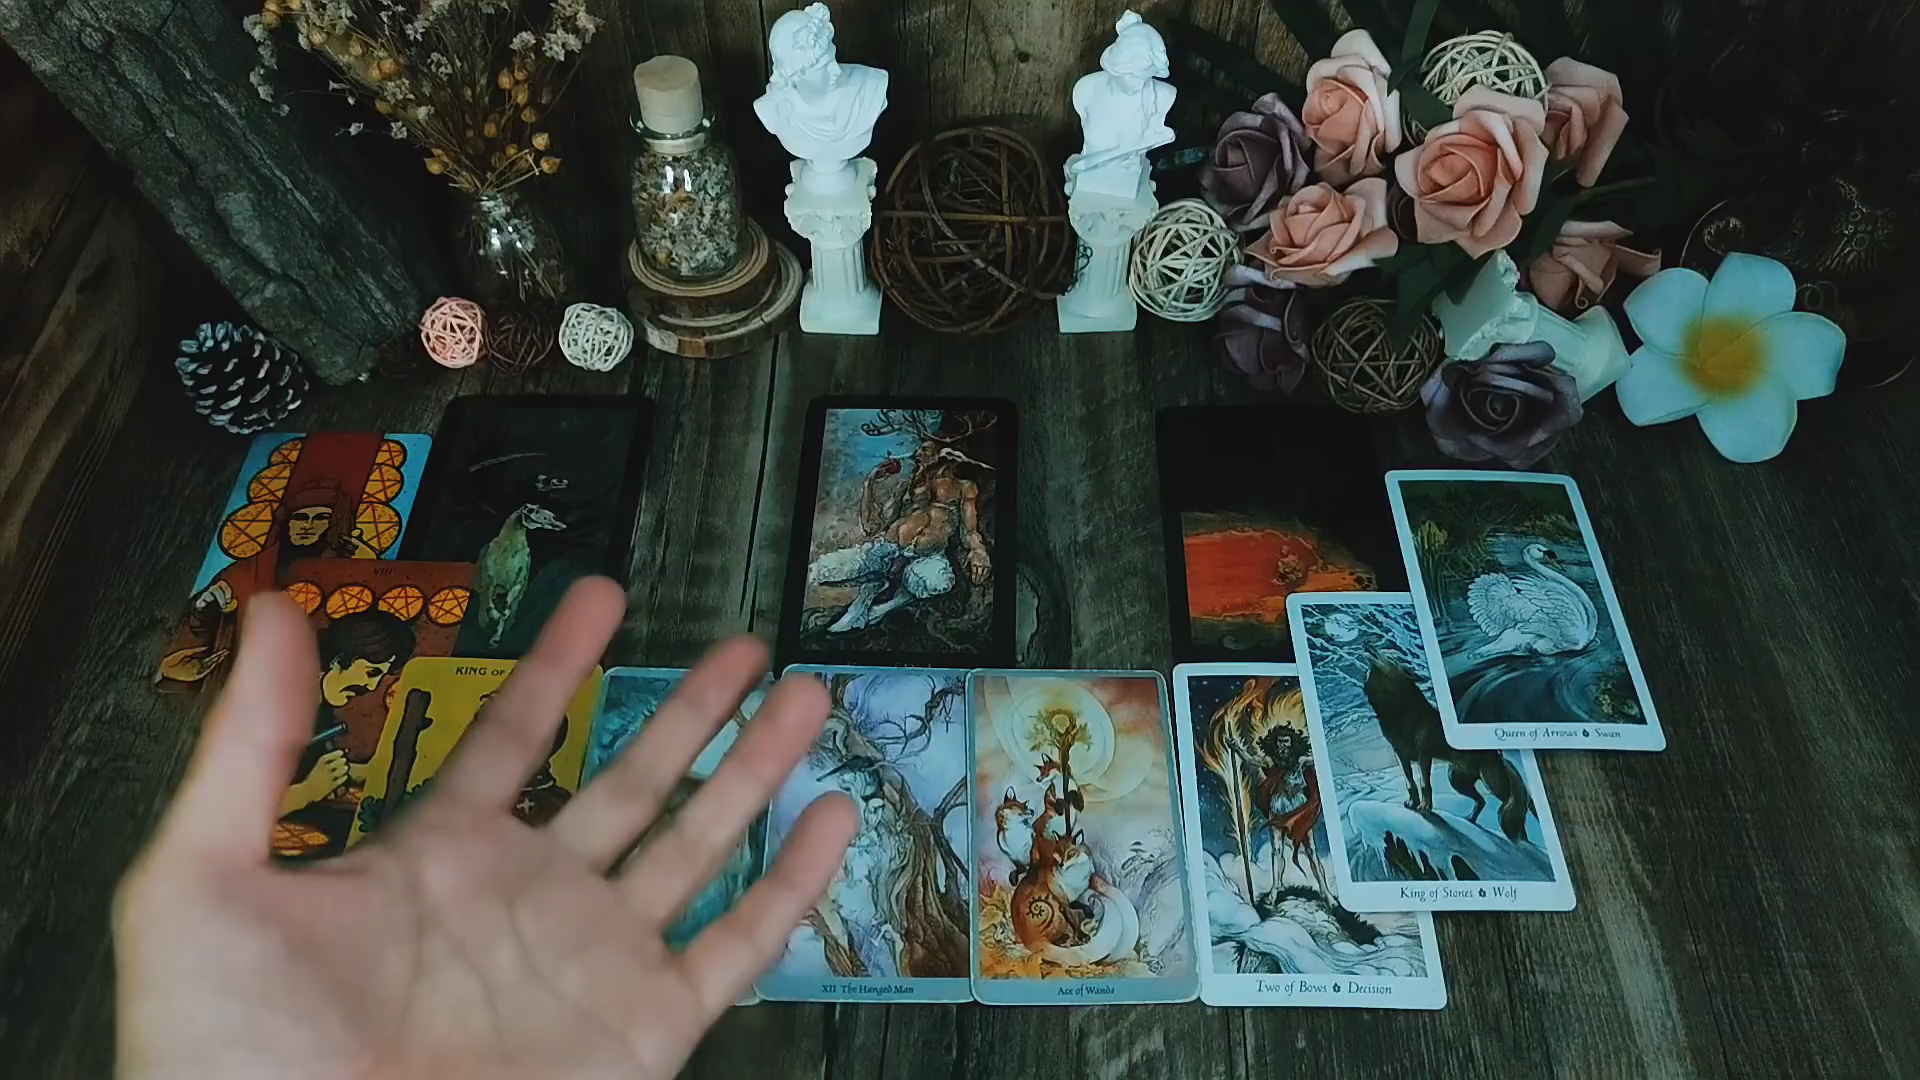 VIII
KING OF
Queen of Arrows Swan
King of Stones Wolf
XII The Hanged Man
Ace of Wands
Two of Bows Decision